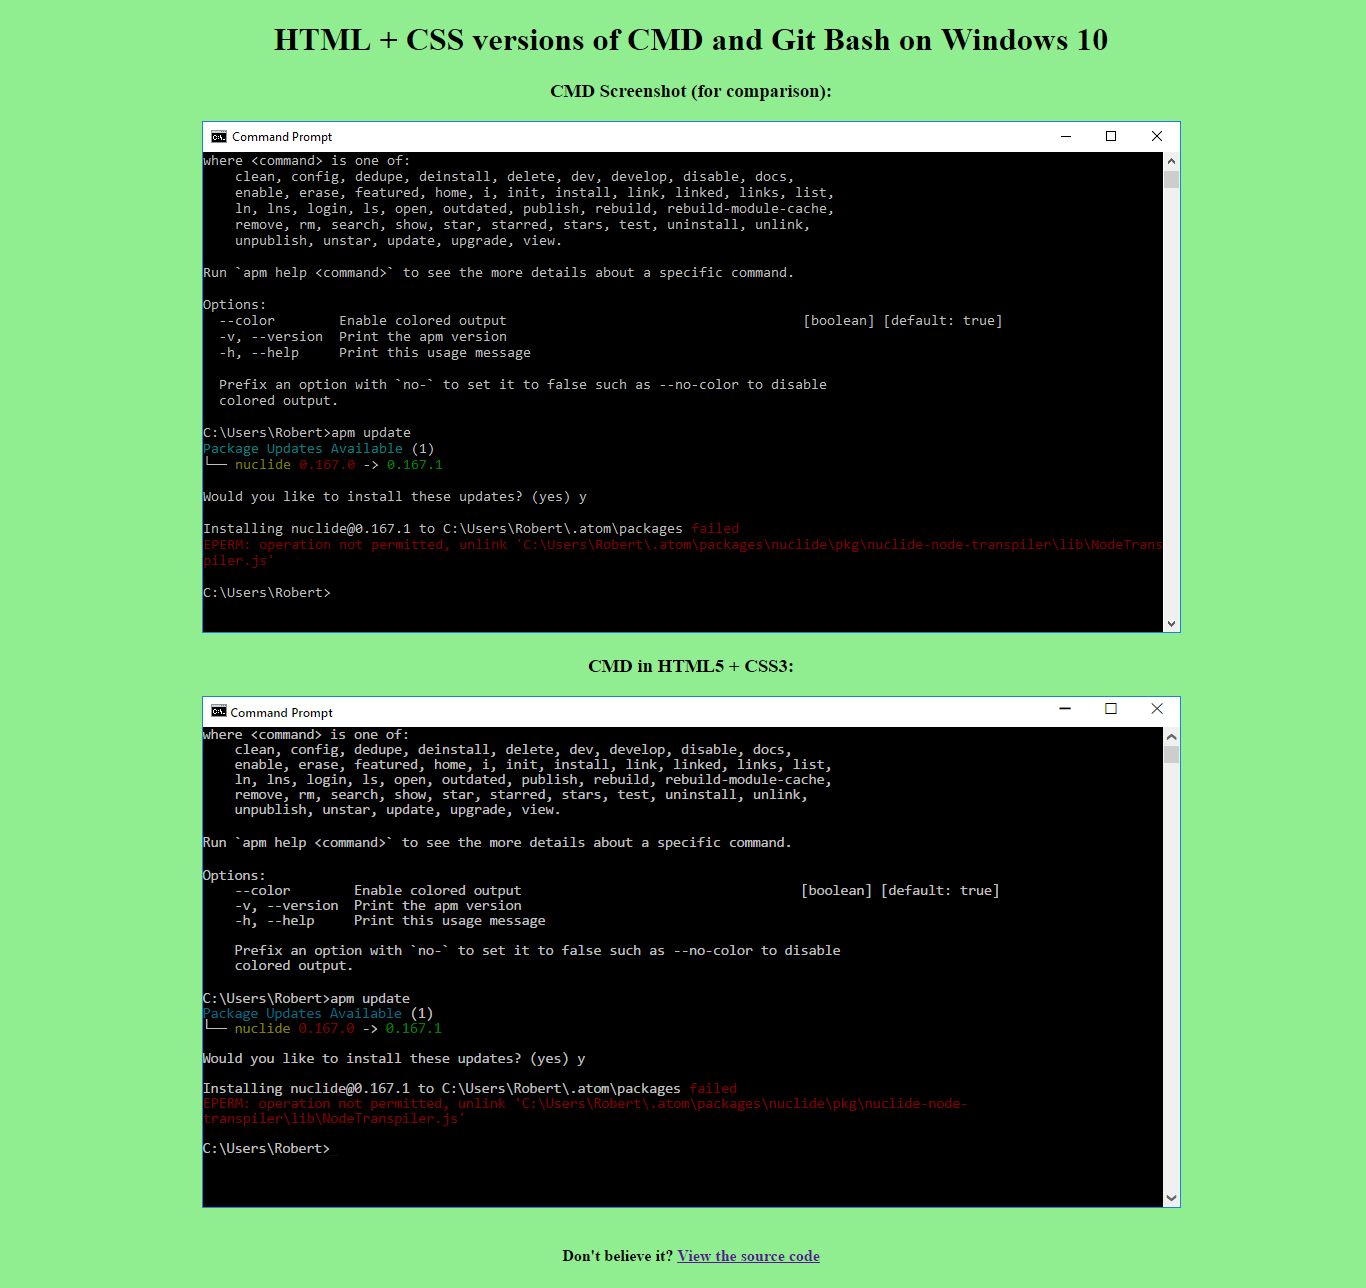 HTML + CSS versions of CMD and Git Bash on Windows 10
CMD Screenshot (for comparison):
Command Prompt
where <command> is one of:
    clean, config, dedupe, deinstall, delete, dev, develop, disable, docs,
    enable, erase, featured, home, i, init, install, link, linked, links, list,
    ln, lns, login, ls, open, outdated, publish, rebuild, rebuild-module-cache,
    remove, rm, search, show, star, starred, stars, test, uninstall, unlink,
    unpublish, unstar, update, upgrade, view.
Run `apm help <command>` to see the more details about a specific command.
Options:
  --color        Enable colored output                                     [boolean] [default: true]
  -v, --version  Print the apm version
  -h, --help     Print this usage message
  Prefix an option with `no-` to set it to false such as --no-color to disable
  colored output.
C:\Users\Robert>apm update
Package Updates Available (1)
└── nuclide 0.167.0 -> 0.167.1
Would you like to install these updates? (yes) y
Installing nuclide@0.167.1 to C:\Users\Robert\.atom\packages failed
EPERM: operation not permitted, unlink 'C:\Users\Robert\.atom\packages\nuclide\pkg\nuclide-node-transpiler\lib\NodeTrans
piler.js'
C:\Users\Robert>
CMD in HTML5 + CSS3:
Command Prompt
where <command> is one of:
    clean, config, dedupe, deinstall, delete, dev, develop, disable, docs,
    enable, erase, featured, home, i, init, install, link, linked, links, list,
    ln, lns, login, ls, open, outdated, publish, rebuild, rebuild-module-cache,
    remove, rm, search, show, star, starred, stars, test, uninstall, unlink,
    unpublish, unstar, update, upgrade, view.
Run `apm help <command>` to see the more details about a specific command.
Options:
    --color        Enable colored output                                   [boolean] [default: true]
    -v, --version  Print the apm version
    -h, --help     Print this usage message
    Prefix an option with `no-` to set it to false such as --no-color to disable
    colored output.
C:\Users\Robert>apm update
Package Updates Available (1)
└── nuclide 0.167.0 -> 0.167.1
Would you like to install these updates? (yes) y
Installing nuclide@0.167.1 to C:\Users\Robert\.atom\packages failed
EPERM: operation not permitted, unlink 'C:\Users\Robert\.atom\packages\nuclide\pkg\nuclide-node-
transpiler\lib\NodeTranspiler.js'
C:\Users\Robert>
Don't believe it? View the source code